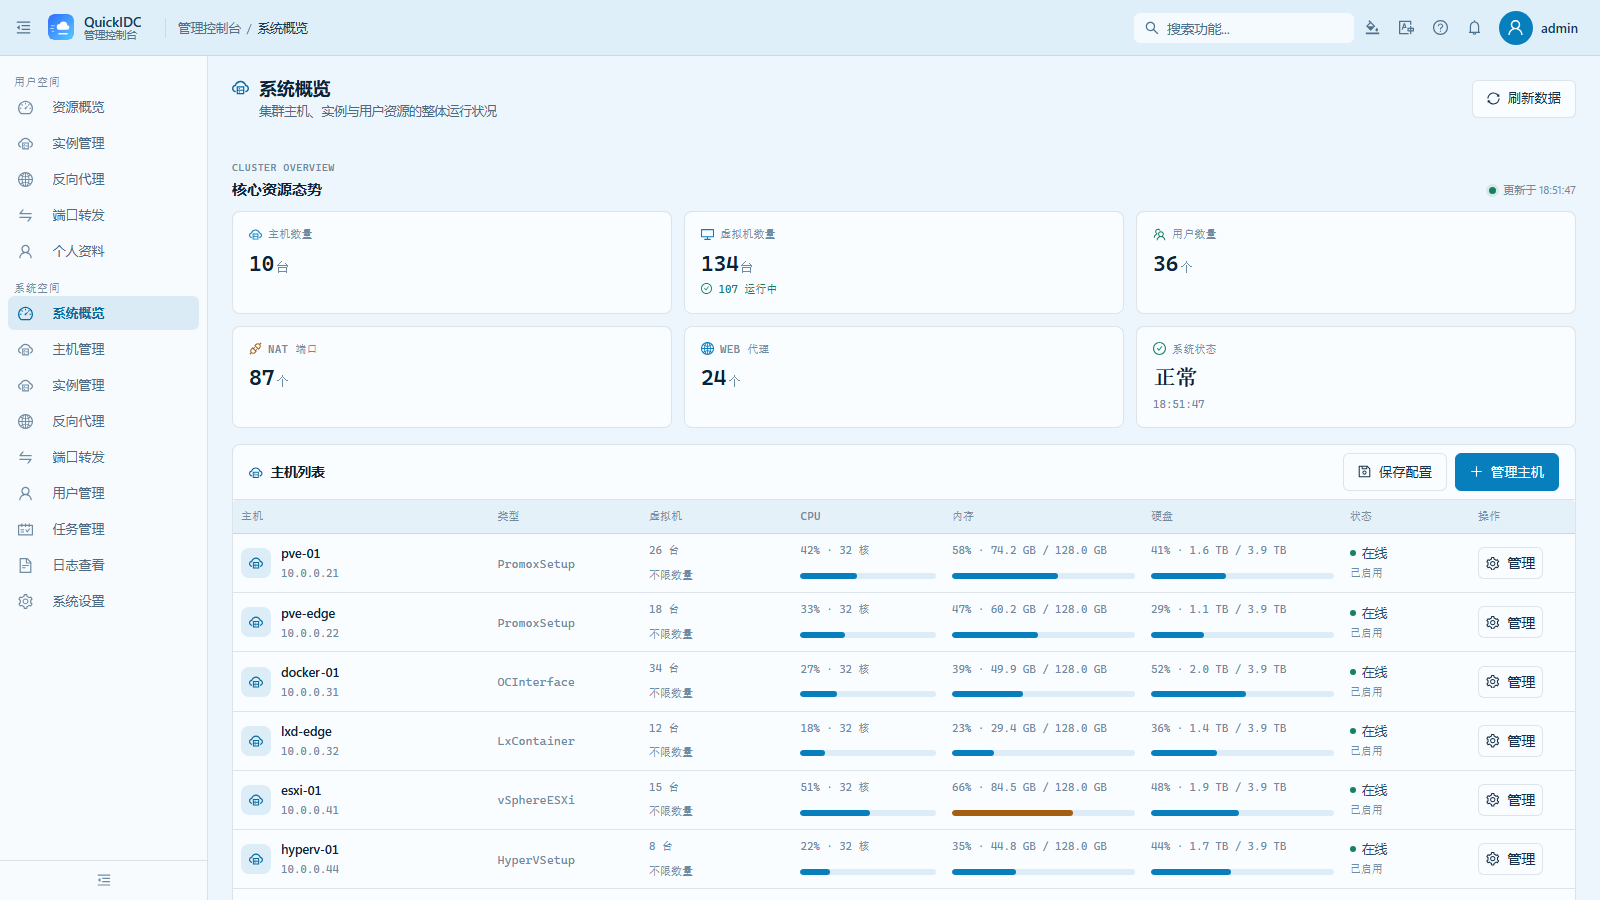 QuickIDC
管理控制台
管理控制台 / 系统概览
搜索功能...
admin
用户空间
资源概览
实例管理
反向代理
端口转发
个人资料
系统空间
系统概览
主机管理
实例管理
反向代理
端口转发
用户管理
任务管理
日志查看
系统设置
系统概览
集群主机、实例与用户资源的整体运行状况
刷新数据
CLUSTER OVERVIEW
核心资源态势
更新于 18:51:47
主机数量
10台
虚拟机数量
134台
107 运行中
用户数量
36个
NAT 端口
87个
WEB 代理
24个
系统状态
正常
18:51:47
主机列表
保存配置
管理主机
主机 类型 虚拟机 CPU 内存 硬盘 状态 操作
pve-01
10.0.0.21
PromoxSetup
26 台
不限数量
42% · 32 核
58% · 74.2 GB / 128.0 GB
41% · 1.6 TB / 3.9 TB
在线
已启用
管理
pve-edge
10.0.0.22
PromoxSetup
18 台
不限数量
33% · 32 核
47% · 60.2 GB / 128.0 GB
29% · 1.1 TB / 3.9 TB
在线
已启用
管理
docker-01
10.0.0.31
OCInterface
34 台
不限数量
27% · 32 核
39% · 49.9 GB / 128.0 GB
52% · 2.0 TB / 3.9 TB
在线
已启用
管理
lxd-edge
10.0.0.32
LxContainer
12 台
不限数量
18% · 32 核
23% · 29.4 GB / 128.0 GB
36% · 1.4 TB / 3.9 TB
在线
已启用
管理
esxi-01
10.0.0.41
vSphereESXi
15 台
不限数量
51% · 32 核
66% · 84.5 GB / 128.0 GB
48% · 1.9 TB / 3.9 TB
在线
已启用
管理
hyperv-01
10.0.0.44
HyperVSetup
8 台
不限数量
22% · 32 核
35% · 44.8 GB / 128.0 GB
44% · 1.7 TB / 3.9 TB
在线
已启用
管理